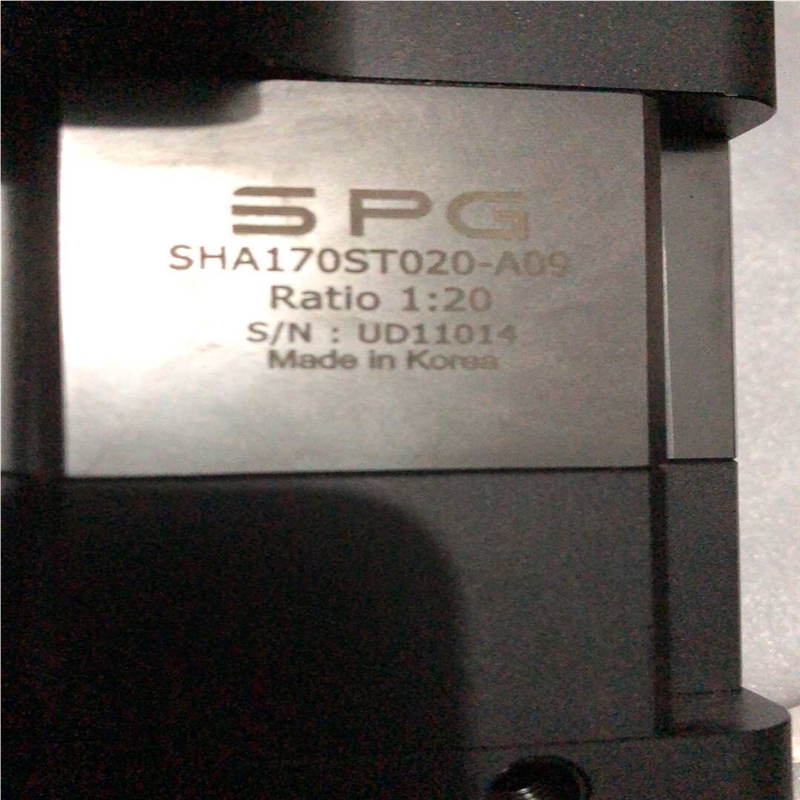 SPG
SHA170ST020-A09
Ratio 1:20
S/N : UD11014
Made in Korea